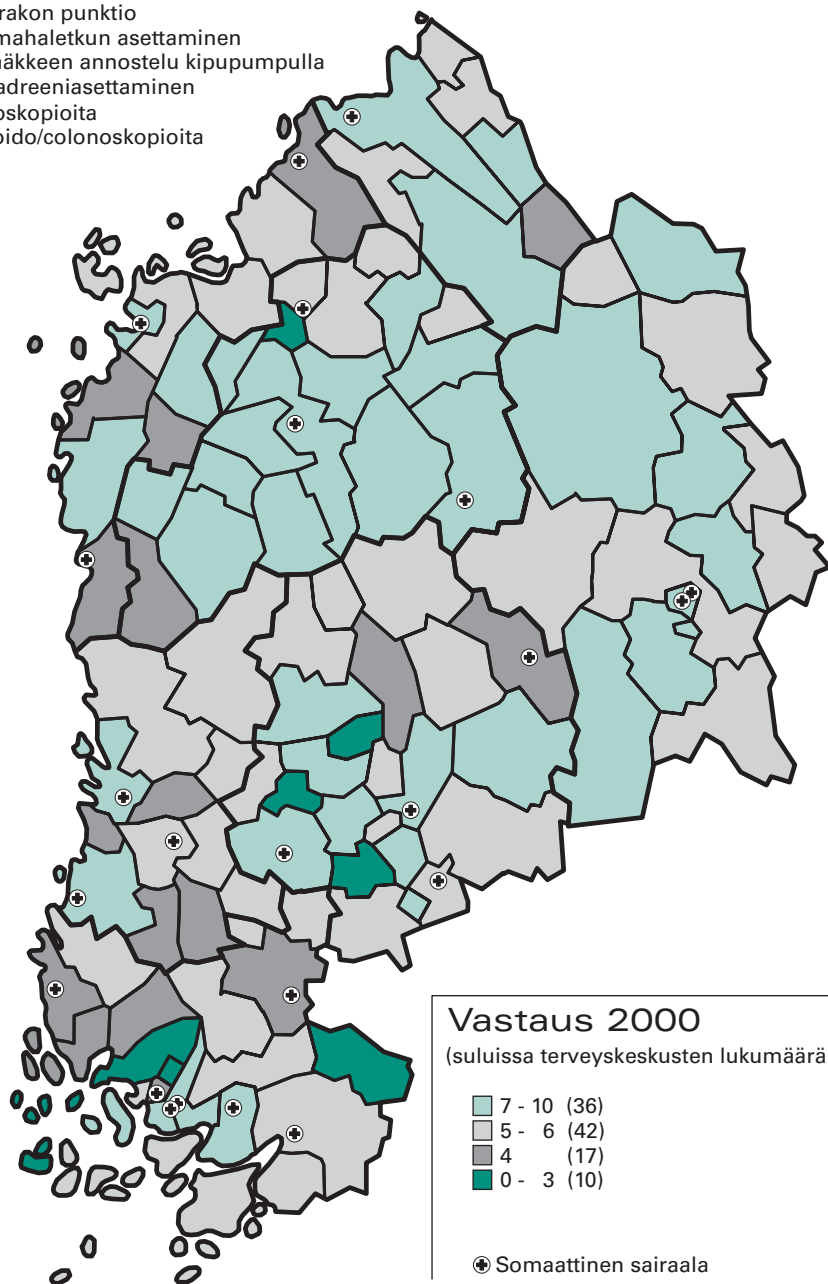 rakon punktio
mahaletkun asettaminen
äkkeen annostelu kipupumpulla
adreeniasettaminen
oskopioita
oido/colonoskopioita
Vastaus 2000
(suluissa terveyskeskusten lukumäärä
7 - 10 (36)
5 - 6 (42)
4 (17)
0 - 3 (10)
Somaattinen sairaala